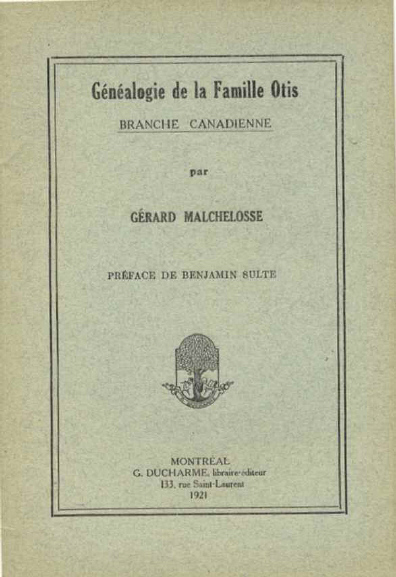 Généalogie de la Famille Otis
BRANCHE CANADIENNE
par
GÉRARD MALCHELOSSE
PRÉFACE DE BENJAMIN SULTE
MONTRÉAL
G. DUCHARME, libraire-éditeur
133, rue Saint-Laurent
1921